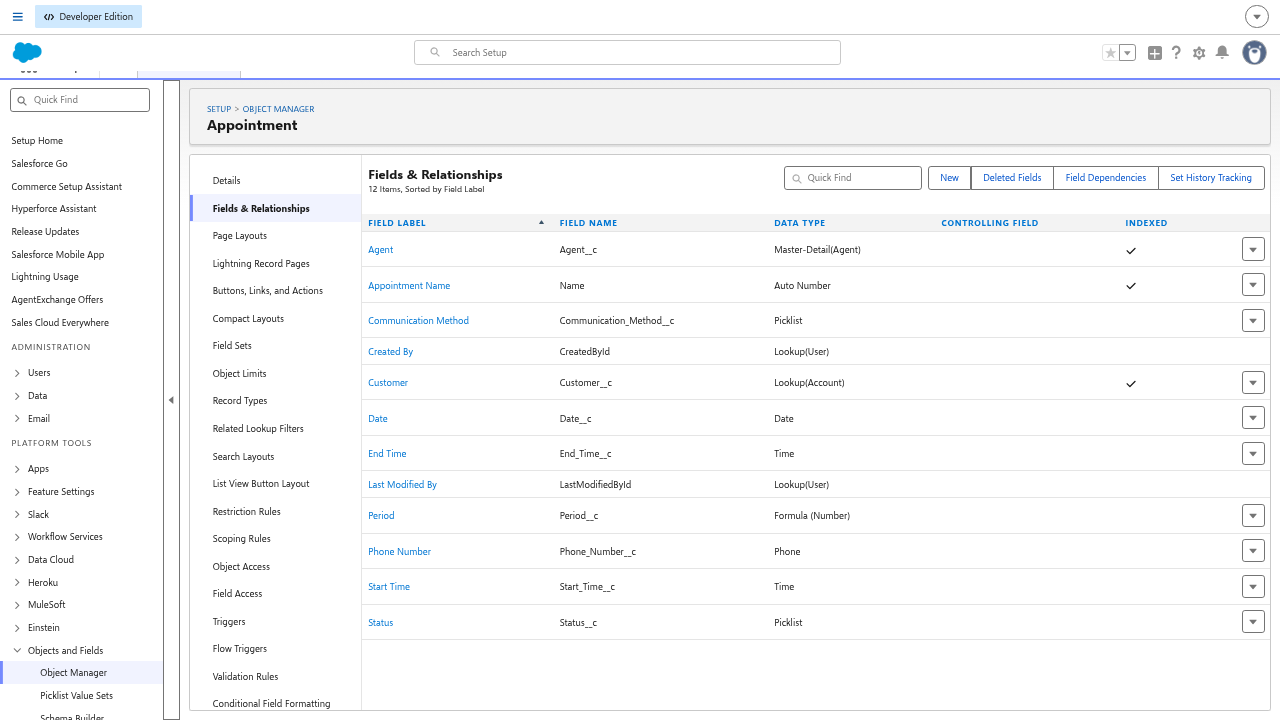 Developer Edition
Search Setup
Quick Find
Setup Home
Salesforce Go
Commerce Setup Assistant
Hyperforce Assistant
Release Updates
Salesforce Mobile App
Lightning Usage
AgentExchange Offers
Sales Cloud Everywhere
ADMINISTRATION
Users
Data
Email
PLATFORM TOOLS
Apps
Feature Settings
Slack
Workflow Services
Data Cloud
Heroku
MuleSoft
Einstein
Objects and Fields
Object Manager
Picklist Value Sets
Schema Builder
SETUP > OBJECT MANAGER
Appointment
Details
Fields & Relationships
Page Layouts
Lightning Record Pages
Buttons, Links, and Actions
Compact Layouts
Field Sets
Object Limits
Record Types
Related Lookup Filters
Search Layouts
List View Button Layout
Restriction Rules
Scoping Rules
Object Access
Field Access
Triggers
Flow Triggers
Validation Rules
Conditional Field Formatting
Fields & Relationships
12 Items, Sorted by Field Label
Quick Find
New
Deleted Fields
Field Dependencies
Set History Tracking
FIELD LABEL FIELD NAME DATA TYPE CONTROLLING FIELD INDEXED
Agent Agent__c Master-Detail(Agent)
Appointment Name Name Auto Number
Communication Method Communication_Method__c Picklist
Created By CreatedById Lookup(User)
Customer Customer__c Lookup(Account)
Date Date__c Date
End Time End_Time__c Time
Last Modified By LastModifiedById Lookup(User)
Period Period__c Formula (Number)
Phone Number Phone_Number__c Phone
Start Time Start_Time__c Time
Status Status__c Picklist